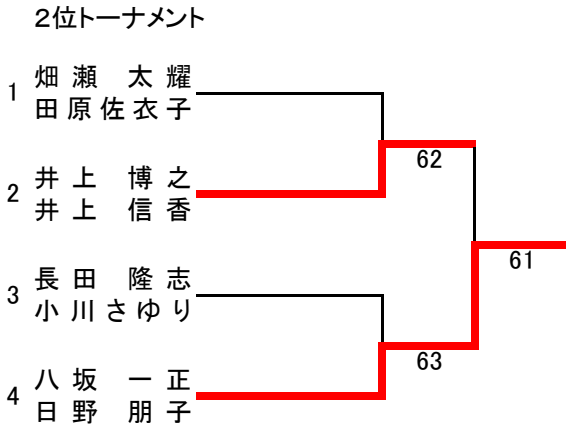 2位トーナメント
1 畑瀬 太耀
田原佐衣子
62
2 井上 博之
井上 信香
61
3 長田 隆志
小川さゆり
63
4 八坂 一正
日野 朋子